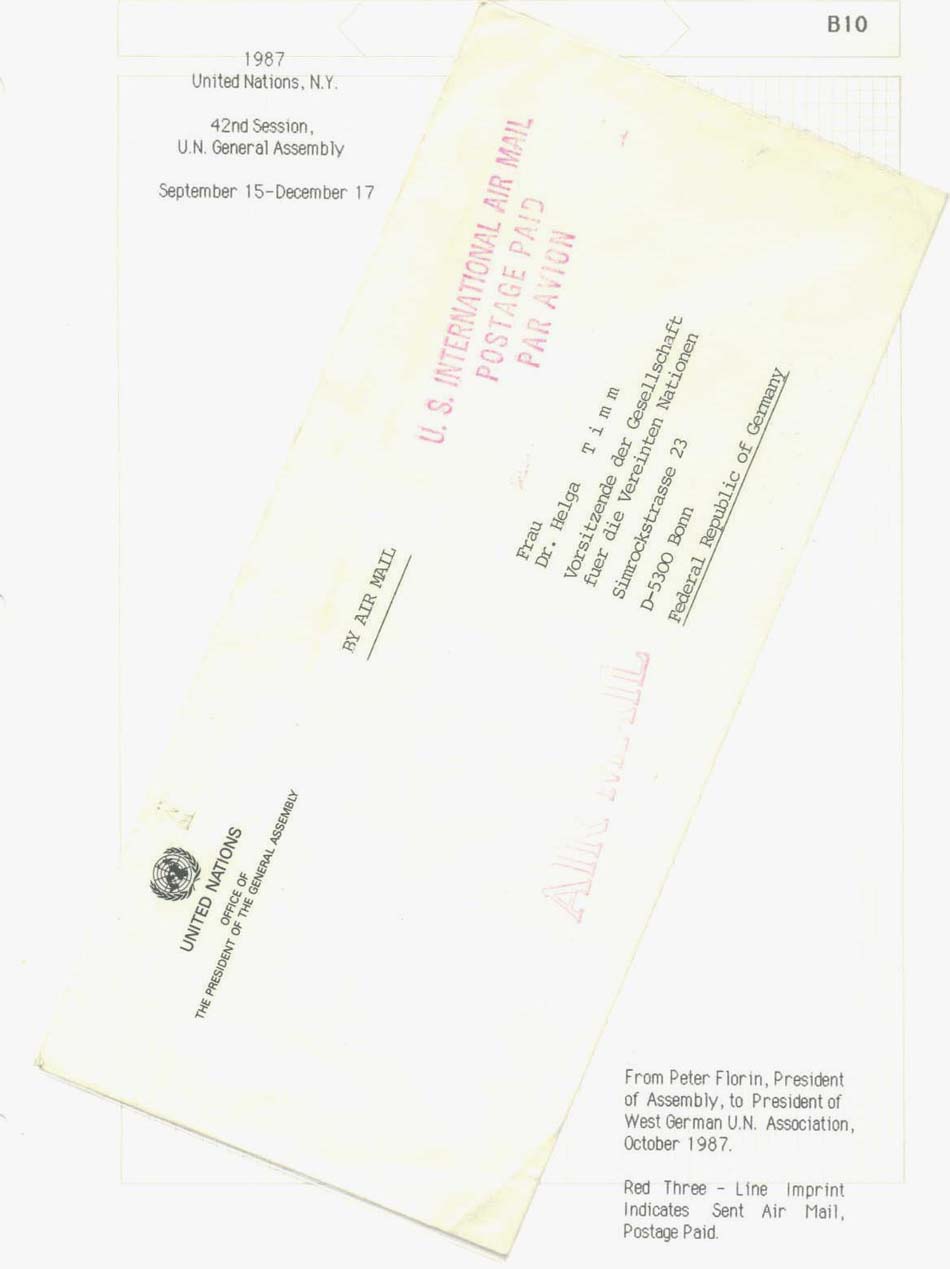 B10
1987
United Nations, N.Y.
42nd Session,
U.N. General Assembly
September 15-December 17
U. S. INTERNATIONAL AIR MAIL
POSTAGE PAID
PAR AVION
BY AIR MAIL
Frau
Dr. Helga T i m m
Vorsitzende der Gesellschaft
fuer die Vereinten Nationen
Simrockstrasse 23
D-5300 Bonn
Federal Republic of Germany
AIR MAIL
UNITED NATIONS
OFFICE OF
THE PRESIDENT OF THE GENERAL ASSEMBLY
From Peter Florin, President
of Assembly, to President of
West German U.N. Association,
October 1987.
Red Three - Line Imprint
Indicates Sent Air Mail,
Postage Paid.